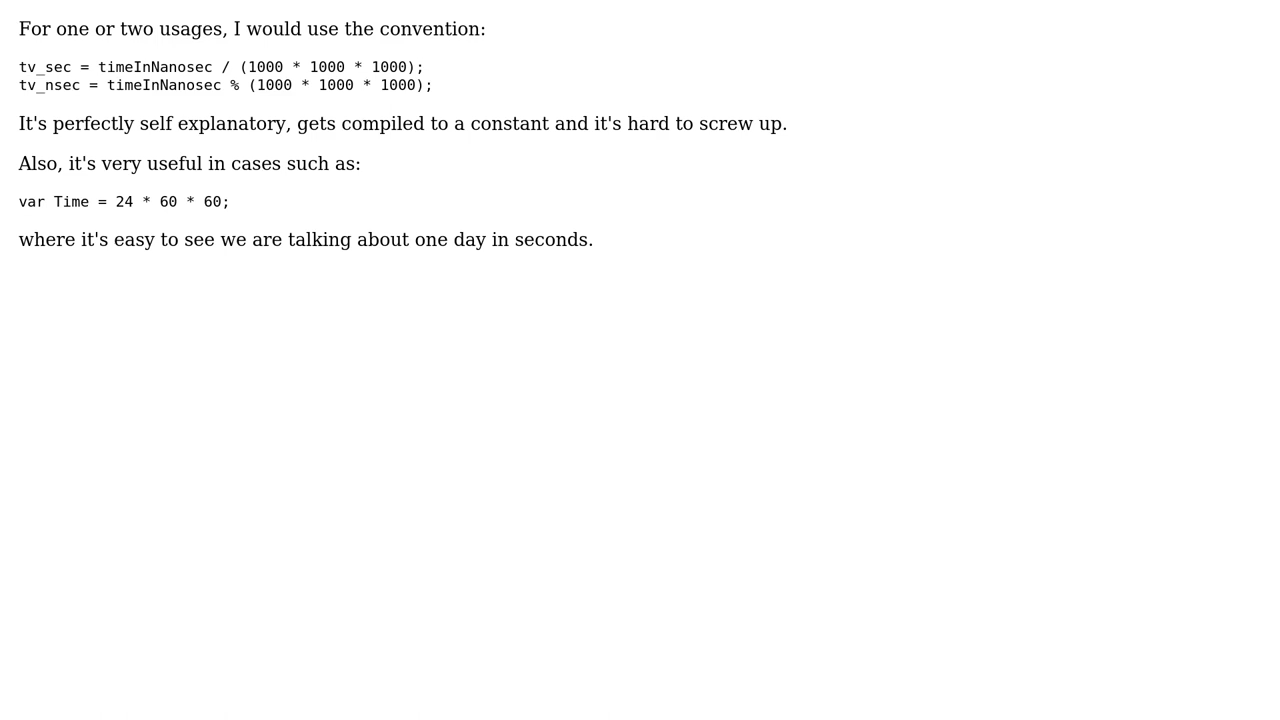 For one or two usages, I would use the convention:
tv_sec = timeInNanosec / (1000 * 1000 * 1000);
tv_nsec = timeInNanosec % (1000 * 1000 * 1000);
It's perfectly self explanatory, gets compiled to a constant and it's hard to screw up.
Also, it's very useful in cases such as:
var Time = 24 * 60 * 60;
where it's easy to see we are talking about one day in seconds.